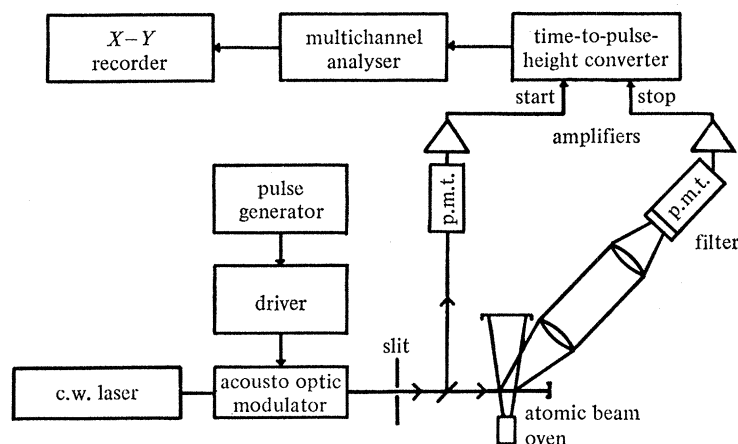 X–Y
recorder
multichannel
analyser
time-to-pulse-
height converter
start
stop
amplifiers
pulse
generator
p.m.t.
p.m.t.
filter
driver
slit
c.w. laser
acousto optic
modulator
atomic beam
oven